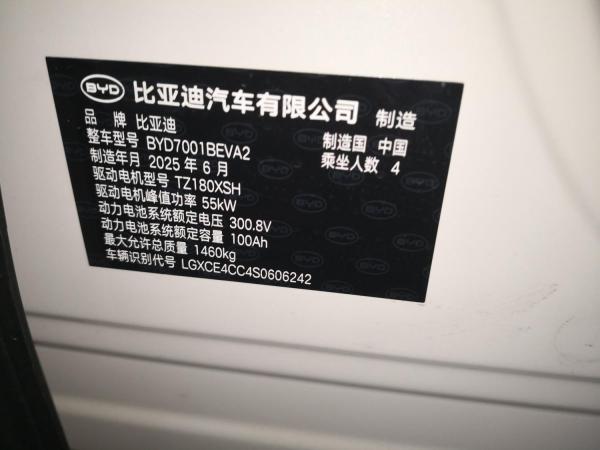 BYD 比亚迪汽车有限公司 制造
品牌 比亚迪 制造国 中国
整车型号 BYD7001BEVA2 乘坐人数 4
制造年月 2025 年 6 月
驱动电机型号 TZ180XSH
驱动电机峰值功率 55kW
动力电池系统额定电压 300.8V
动力电池系统额定容量 100Ah
最大允许总质量 1460kg
车辆识别代号 LGXCE4CC4S0606242